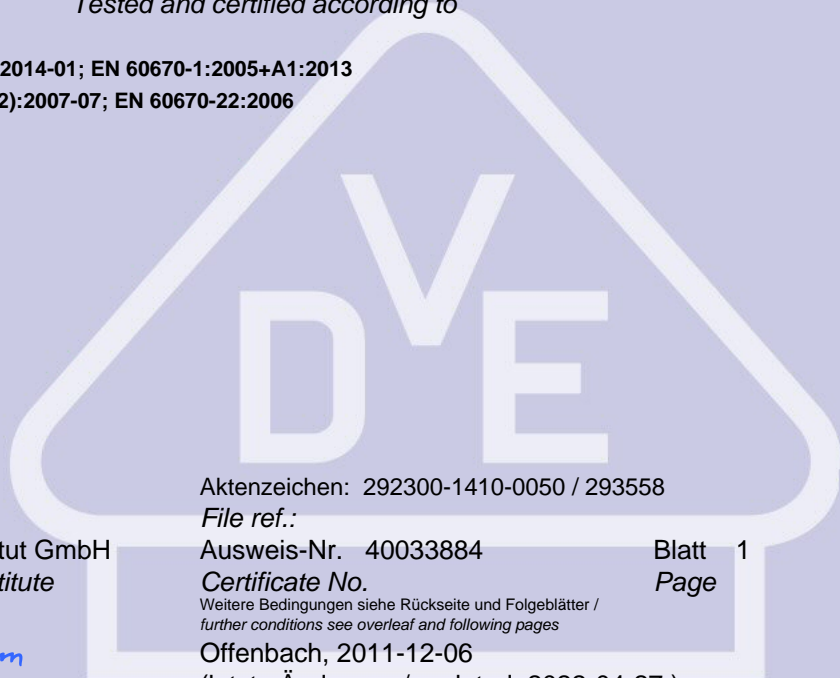 Tested and certified according to
2014-01; EN 60670-1:2005+A1:2013
2):2007-07; EN 60670-22:2006
D V E
Aktenzeichen: 292300-1410-0050 / 293558
File ref.:
tut GmbH Ausweis-Nr. 40033884 Blatt 1
titute Certificate No. Page
Weitere Bedingungen siehe Rückseite und Folgeblätter /
further conditions see overleaf and following pages
Offenbach, 2011-12-06